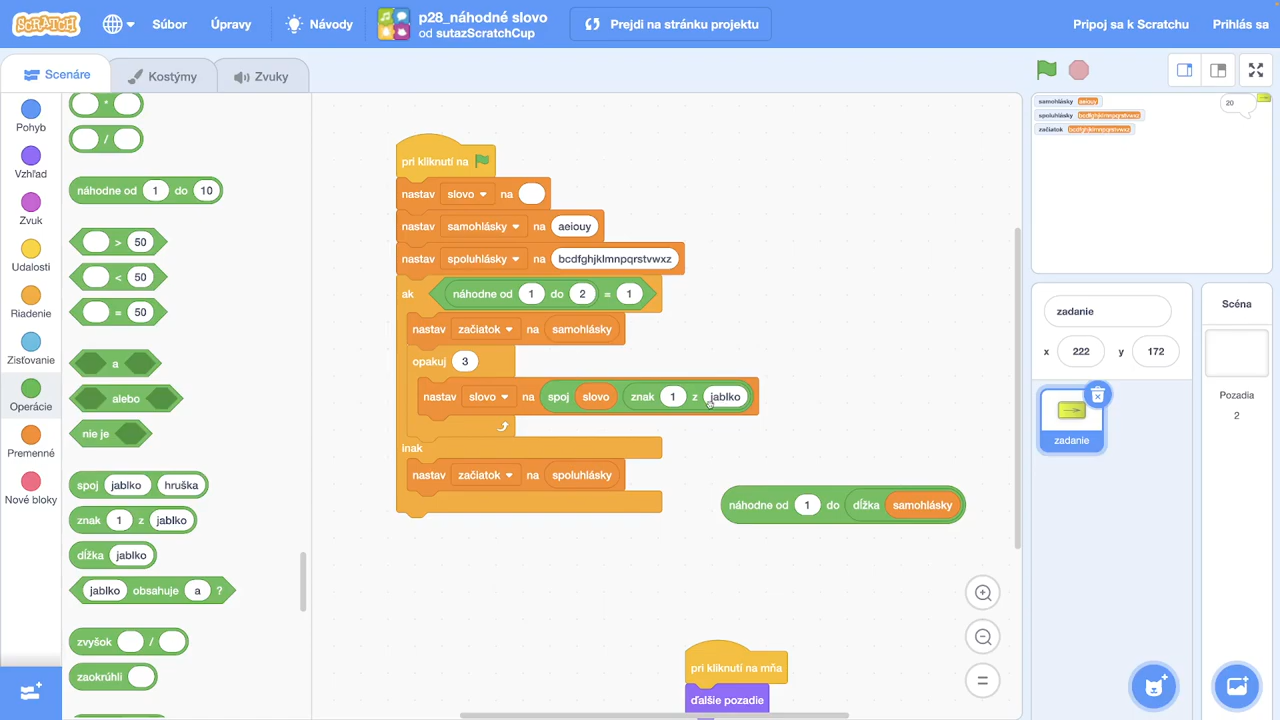 SCRATCH
Súbor
Úpravy
Návody
p28_náhodné slovo
od sutazScratchCup
Prejdi na stránku projektu
Pripoj sa k Scratchu
Prihlás sa
Scenáre
Kostýmy
Zvuky
Pohyb
Vzhľad
Zvuk
Udalosti
Riadenie
Zisťovanie
Operácie
Premenné
Nové bloky
*
/
náhodne od 1 do 10
> 50
< 50
= 50
a
alebo
nie je
spoj jablko hruška
znak 1 z jablko
dĺžka jablko
jablko obsahuje a ?
zvyšok /
zaokrúhli
pri kliknutí na
nastav slovo na
nastav samohlásky na aeiouy
nastav spoluhlásky na bcdfghjklmnpqrstvwxz
ak náhodne od 1 do 2 = 1
nastav začiatok na samohlásky
opakuj 3
nastav slovo na spoj slovo znak 1 z jablko
inak
nastav začiatok na spoluhlásky
náhodne od 1 do dĺžka samohlásky
pri kliknutí na mňa
ďalšie pozadie
samohlásky aeiouy
spoluhlásky bcdfghjklmnpqrstvwxz
začiatok bcdfghjklmnpqrstvwxz
20
zadanie
x 222 y 172
zadanie
Scéna
Pozadia
2